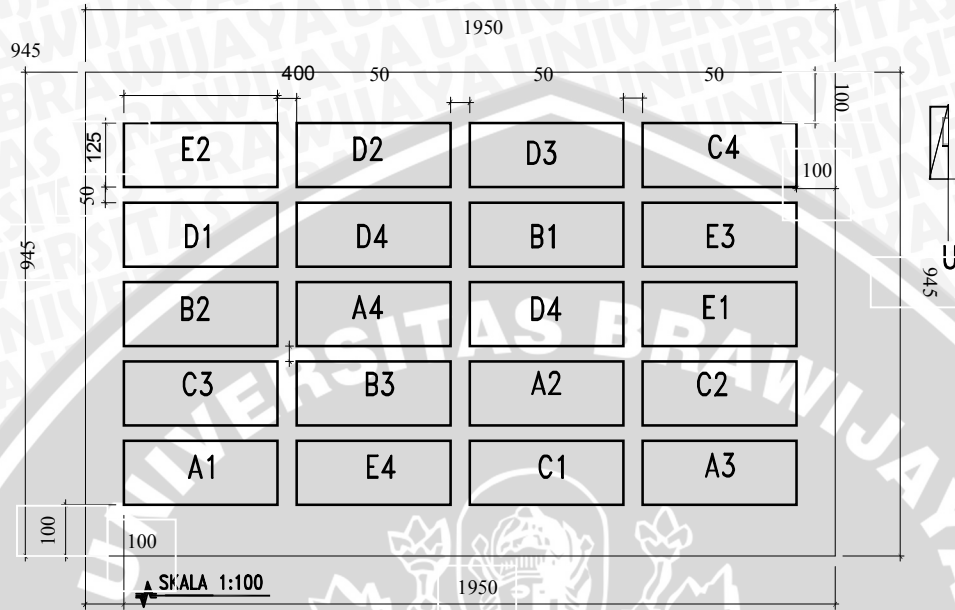 1950
945
400 50 50 50
100
E2 D2 D3 C4
125
100
50
D1 D4 B1 E3
945
U
945
B2 A4 D4 E1
C3 B3 A2 C2
A1 E4 C1 A3
100
100
SKALA 1:100
1950
UNIVERSITAS BRAWIJAYA